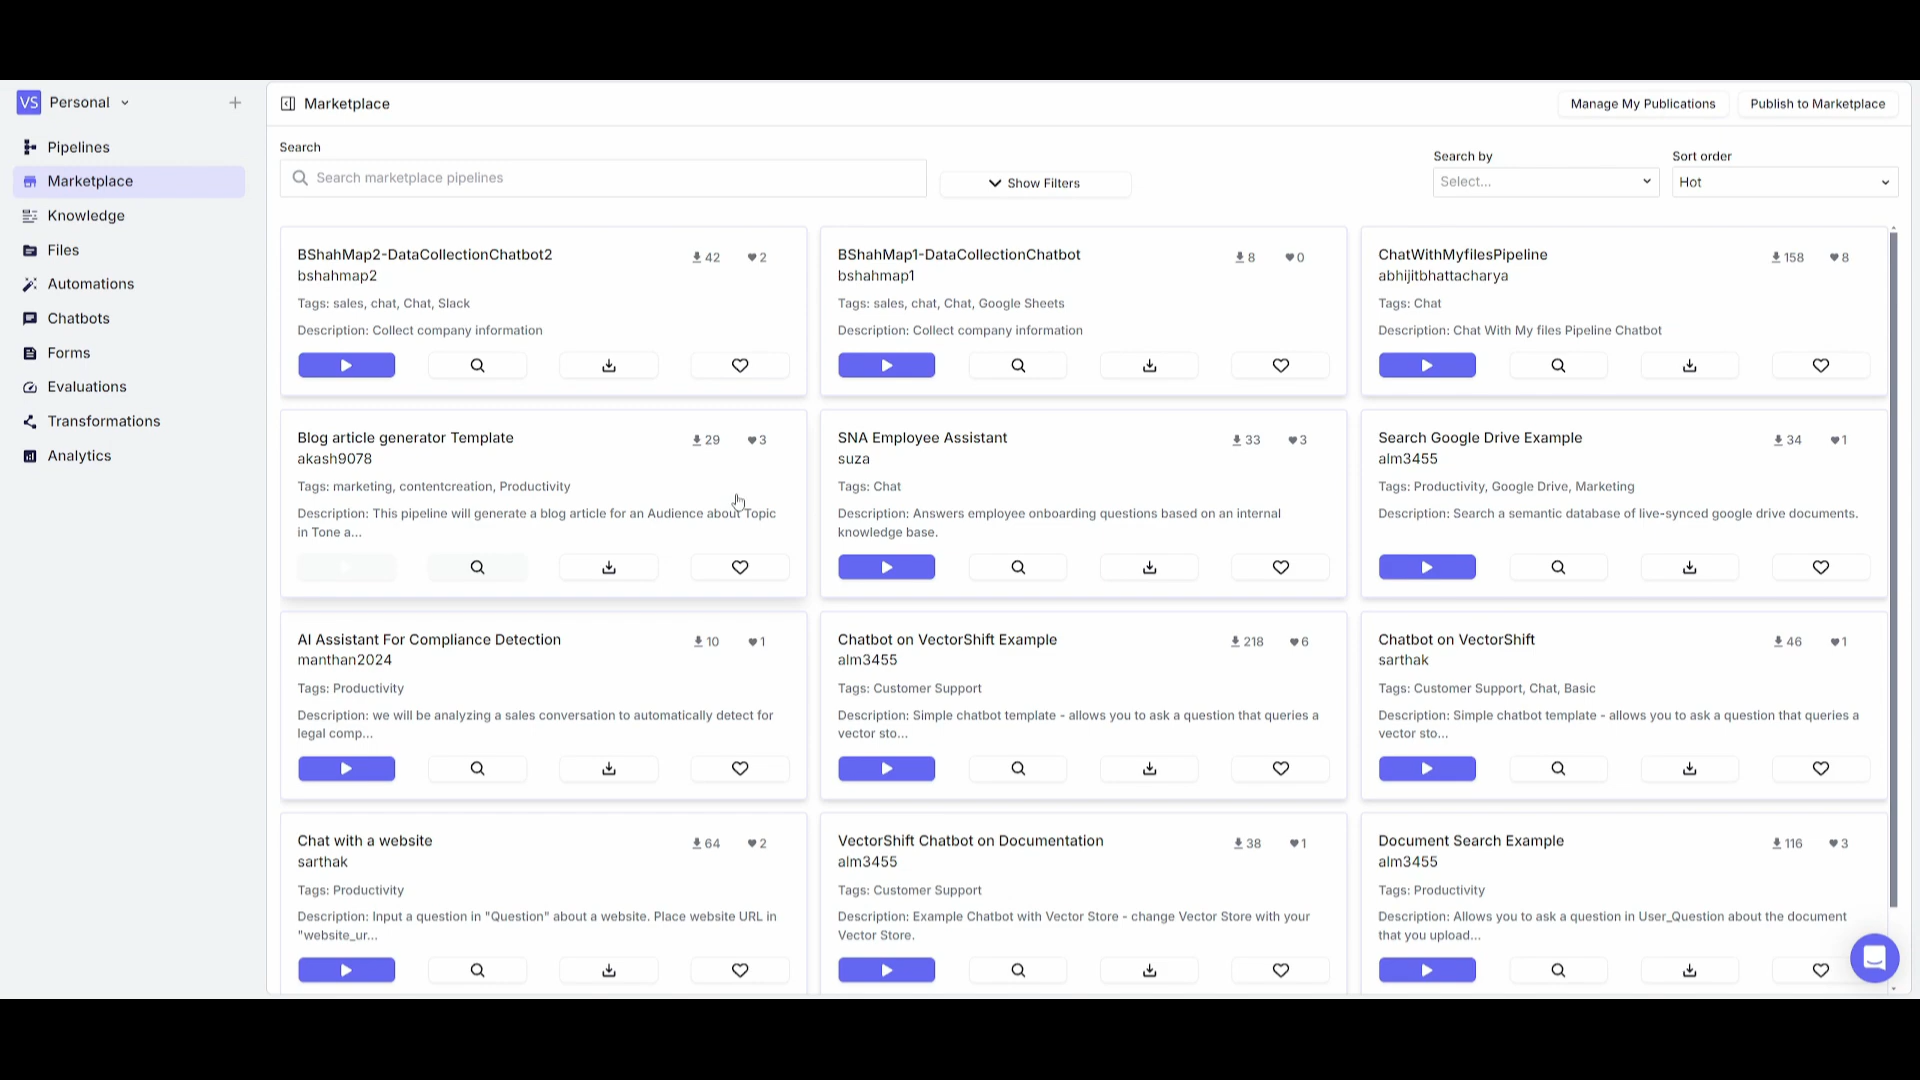 VS Personal
Pipelines
Marketplace
Knowledge
Files
Automations
Chatbots
Forms
Evaluations
Transformations
Analytics
Marketplace
Manage My Publications
Publish to Marketplace
Search
Search marketplace pipelines
Show Filters
Search by
Select...
Sort order
Hot
BShahMap2-DataCollectionChatbot2 42 2
bshahmap2
Tags: sales, chat, Chat, Slack
Description: Collect company information
BShahMap1-DataCollectionChatbot 8 0
bshahmap1
Tags: sales, chat, Chat, Google Sheets
Description: Collect company information
ChatWithMyfilesPipeline 158 8
abhijitbhattacharya
Tags: Chat
Description: Chat With My files Pipeline Chatbot
Blog article generator Template 29 3
akash9078
Tags: marketing, contentcreation, Productivity
Description: This pipeline will generate a blog article for an Audience about Topic
in Tone a...
SNA Employee Assistant 33 3
suza
Tags: Chat
Description: Answers employee onboarding questions based on an internal
knowledge base.
Search Google Drive Example 34 1
alm3455
Tags: Productivity, Google Drive, Marketing
Description: Search a semantic database of live-synced google drive documents.
AI Assistant For Compliance Detection 10 1
manthan2024
Tags: Productivity
Description: we will be analyzing a sales conversation to automatically detect for
legal comp...
Chatbot on VectorShift Example 218 6
alm3455
Tags: Customer Support
Description: Simple chatbot template - allows you to ask a question that queries a
vector sto...
Chatbot on VectorShift 46 1
sarthak
Tags: Customer Support, Chat, Basic
Description: Simple chatbot template - allows you to ask a question that queries a
vector sto...
Chat with a website 64 2
sarthak
Tags: Productivity
Description: Input a question in "Question" about a website. Place website URL in
"website_ur...
VectorShift Chatbot on Documentation 38 1
alm3455
Tags: Customer Support
Description: Example Chatbot with Vector Store - change Vector Store with your
Vector Store.
Document Search Example 116 3
alm3455
Tags: Productivity
Description: Allows you to ask a question in User_Question about the document
that you upload...